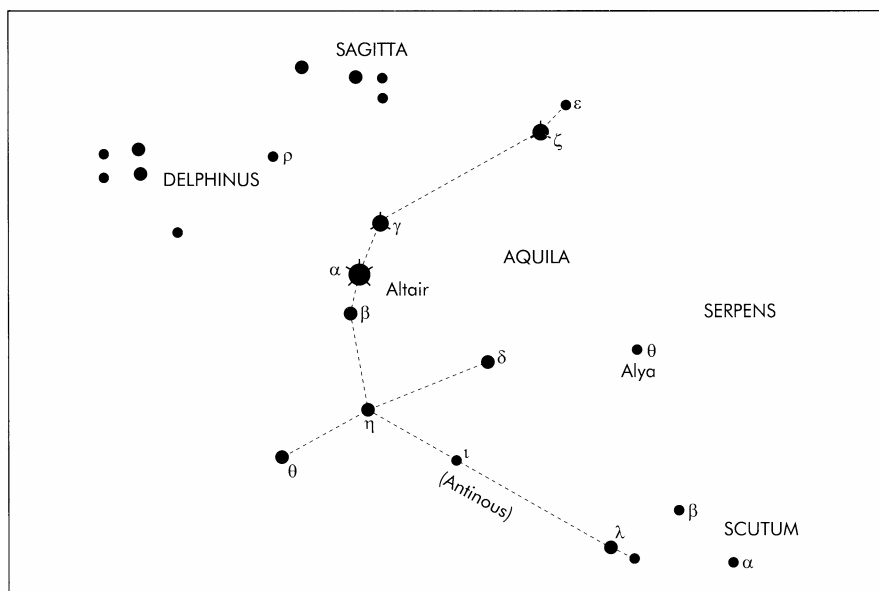 SAGITTA
ε
ζ
ρ
DELPHINUS
γ
AQUILA
α
Altair
β
SERPENS
θ
Alya
δ
η
θ
ι
(Antinous)
β
SCUTUM
λ
α